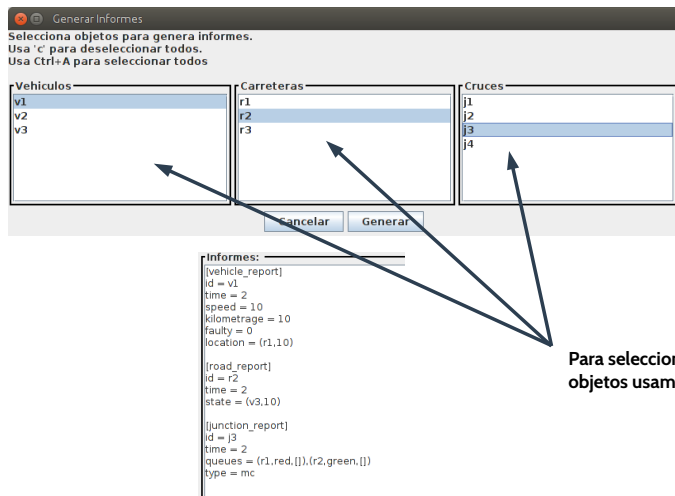 Generar Informes
Selecciona objetos para genera informes.
Usa 'c' para deseleccionar todos.
Usa Ctrl+A para seleccionar todos
Vehiculos
v1
v2
v3
Carreteras
r1
r2
r3
Cruces
j1
j2
j3
j4
Cancelar
Generar
Informes:
[vehicle_report]
id = v1
time = 2
speed = 10
kilometrage = 10
faulty = 0
location = (r1,10)
[road_report]
id = r2
time = 2
state = (v3,10)
[junction_report]
id = j3
time = 2
queues = (r1,red,[]),(r2,green,[])
type = mc
Para seleccion
objetos usam